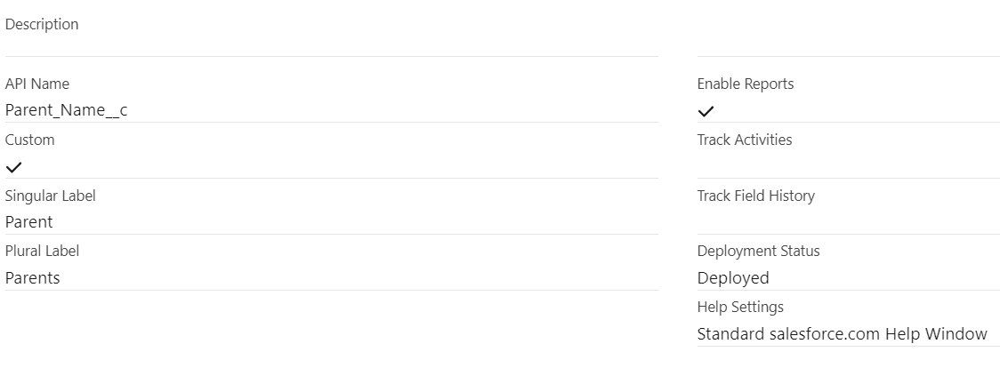 Description
API Name
Parent_Name__c
Custom
Singular Label
Parent
Plural Label
Parents
Enable Reports
Track Activities
Track Field History
Deployment Status
Deployed
Help Settings
Standard salesforce.com Help Window